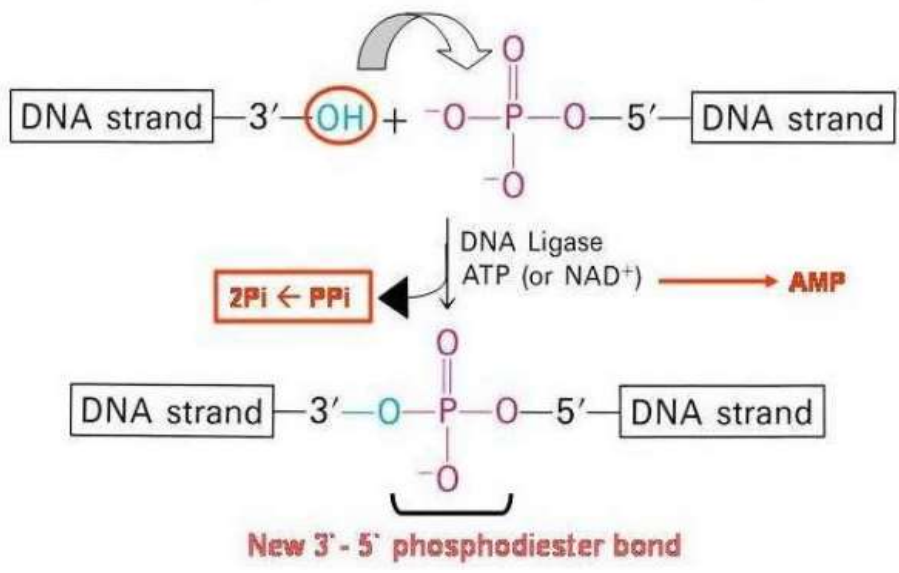 O
DNA strand —3′—OH + ⁻O—P—O—5′— DNA strand
⁻O
DNA Ligase
ATP (or NAD⁺) → AMP
2Pi ← PPi
O
DNA strand —3′—O—P—O—5′— DNA strand
⁻O
New 3` - 5` phosphodiester bond